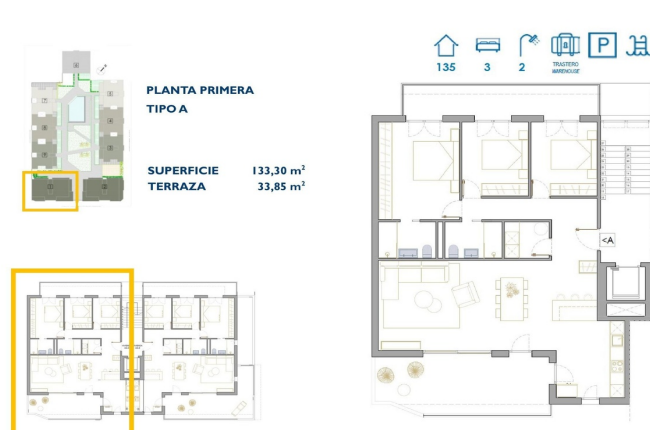 135
3
2
TRASTERO
WAREHOUSE
P
PLANTA PRIMERA
TIPO A
SUPERFICIE 133,30 m²
TERRAZA 33,85 m²
<A